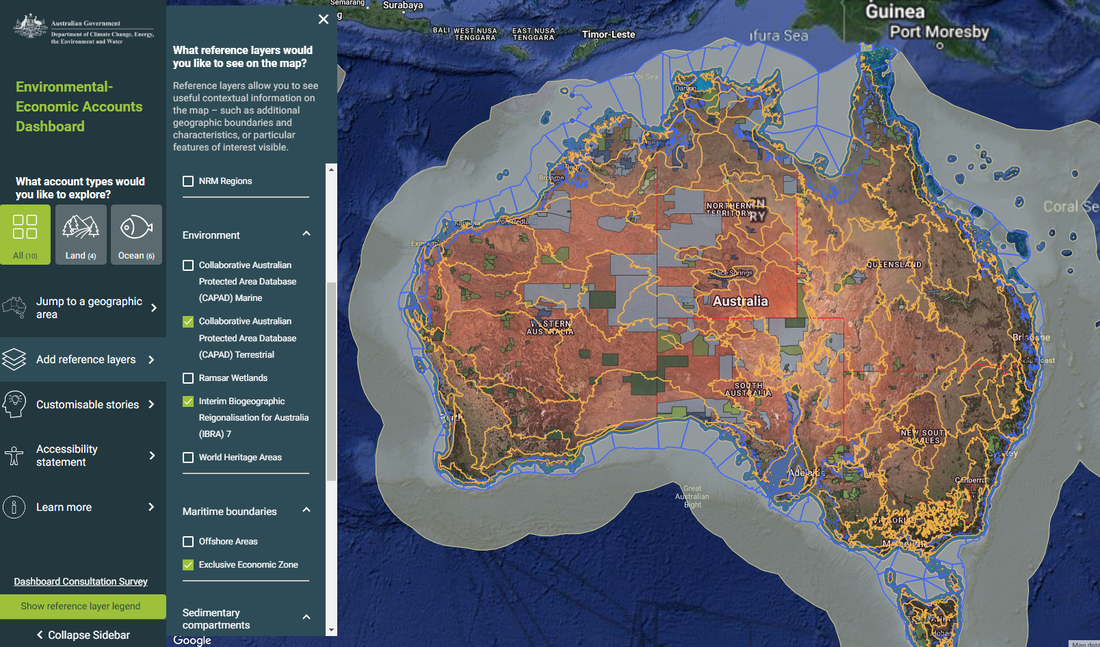 Australian Government
Department of Climate Change, Energy,
the Environment and Water
Environmental-
Economic Accounts
Dashboard
What account types would
you like to explore?
All (10)
Land (4)
Ocean (6)
Jump to a geographic
area
Add reference layers
Customisable stories
Accessibility
statement
Learn more
Dashboard Consultation Survey
Show reference layer legend
Collapse Sidebar
What reference layers would
you like to see on the map?
Reference layers allow you to see
useful contextual information on
the map – such as additional
geographic boundaries and
characteristics, or particular
features of interest visible.
NRM Regions
Environment
Collaborative Australian
Protected Area Database
(CAPAD) Marine
Collaborative Australian
Protected Area Database
(CAPAD) Terrestrial
Ramsar Wetlands
Interim Biogeographic
Reigonalisation for Australia
(IBRA) 7
World Heritage Areas
Maritime boundaries
Offshore Areas
Exclusive Economic Zone
Sedimentary
compartments
Google
Semarang
Surabaya
BALI
WEST NUSA
TENGGARA
EAST NUSA
TENGGARA
Timor-Leste
Guinea
Port Moresby
fura Sea
Coral Se
NORTHERN
TERRITORY
Alice Springs
QUEENSLAND
Australia
WESTERN
AUSTRALIA
SOUTH
AUSTRALIA
Brisbane
oast
NEW SOUTH
WALES
Adelaide
Canberra
Great
Australian
Bight
Map data